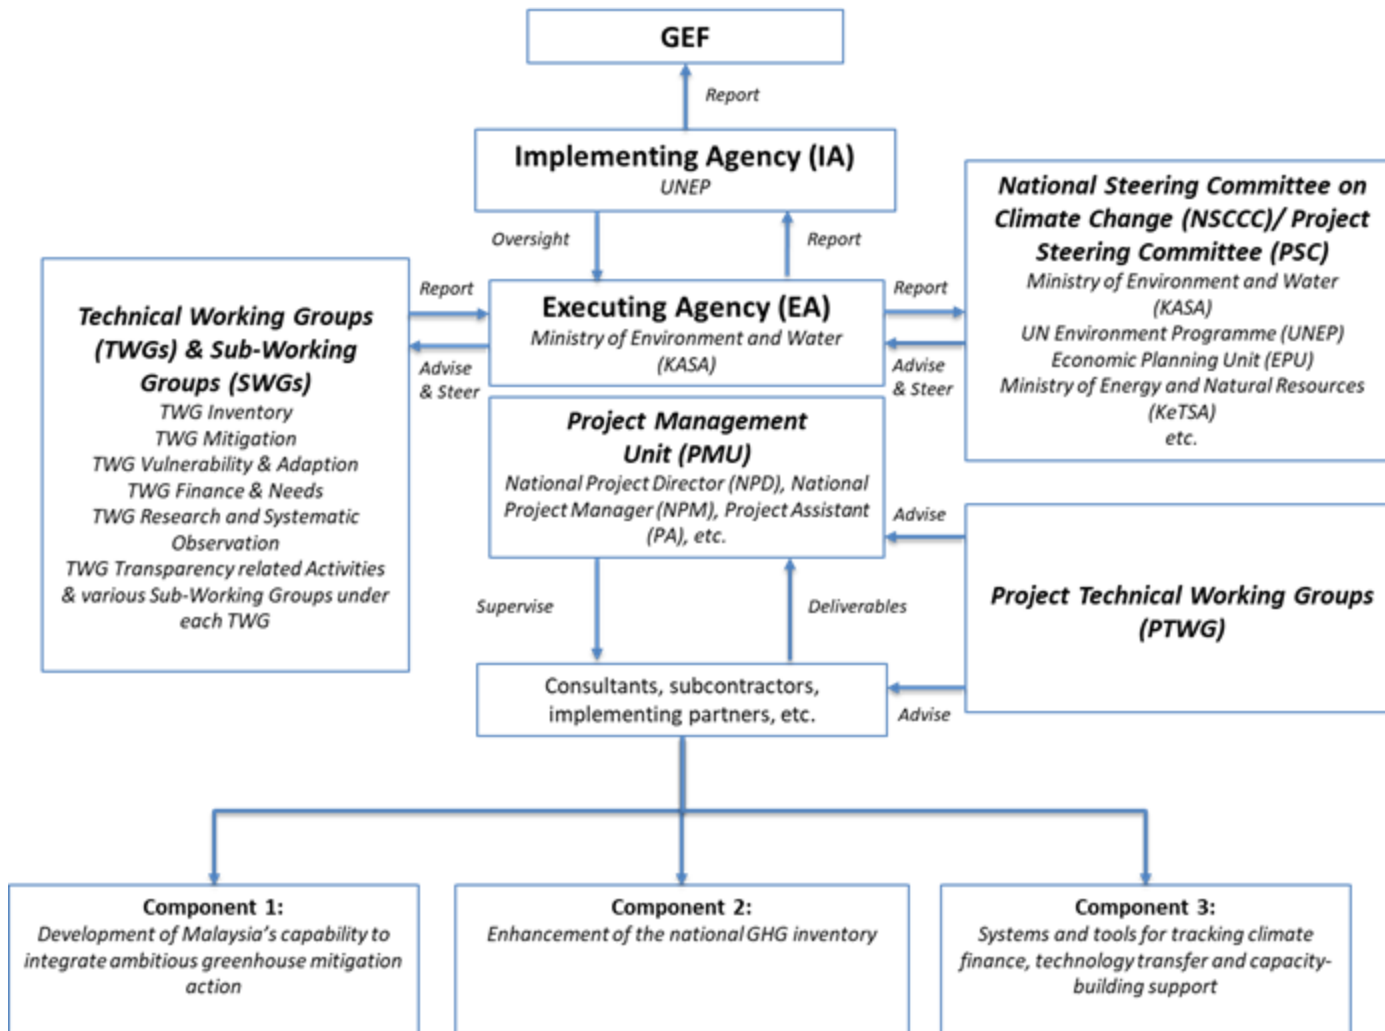 GEF
Report
Implementing Agency (IA)
UNEP
Oversight
Report
National Steering Committee on
Climate Change (NSCCC)/ Project
Steering Committee (PSC)
Ministry of Environment and Water
(KASA)
UN Environment Programme (UNEP)
Economic Planning Unit (EPU)
Ministry of Energy and Natural Resources
(KeTSA)
etc.
Technical Working Groups
(TWGs) & Sub-Working
Groups (SWGs)
TWG Inventory
TWG Mitigation
TWG Vulnerability & Adaption
TWG Finance & Needs
TWG Research and Systematic
Observation
TWG Transparency related Activities
& various Sub-Working Groups under
each TWG
Report
Advise
& Steer
Executing Agency (EA)
Ministry of Environment and Water
(KASA)
Report
Advise
& Steer
Project Management
Unit (PMU)
National Project Director (NPD), National
Project Manager (NPM), Project Assistant
(PA), etc.
Advise
Project Technical Working Groups
(PTWG)
Supervise
Deliverables
Consultants, subcontractors,
implementing partners, etc.
Advise
Component 1:
Development of Malaysia's capability to
integrate ambitious greenhouse mitigation
action
Component 2:
Enhancement of the national GHG inventory
Component 3:
Systems and tools for tracking climate
finance, technology transfer and capacity-
building support